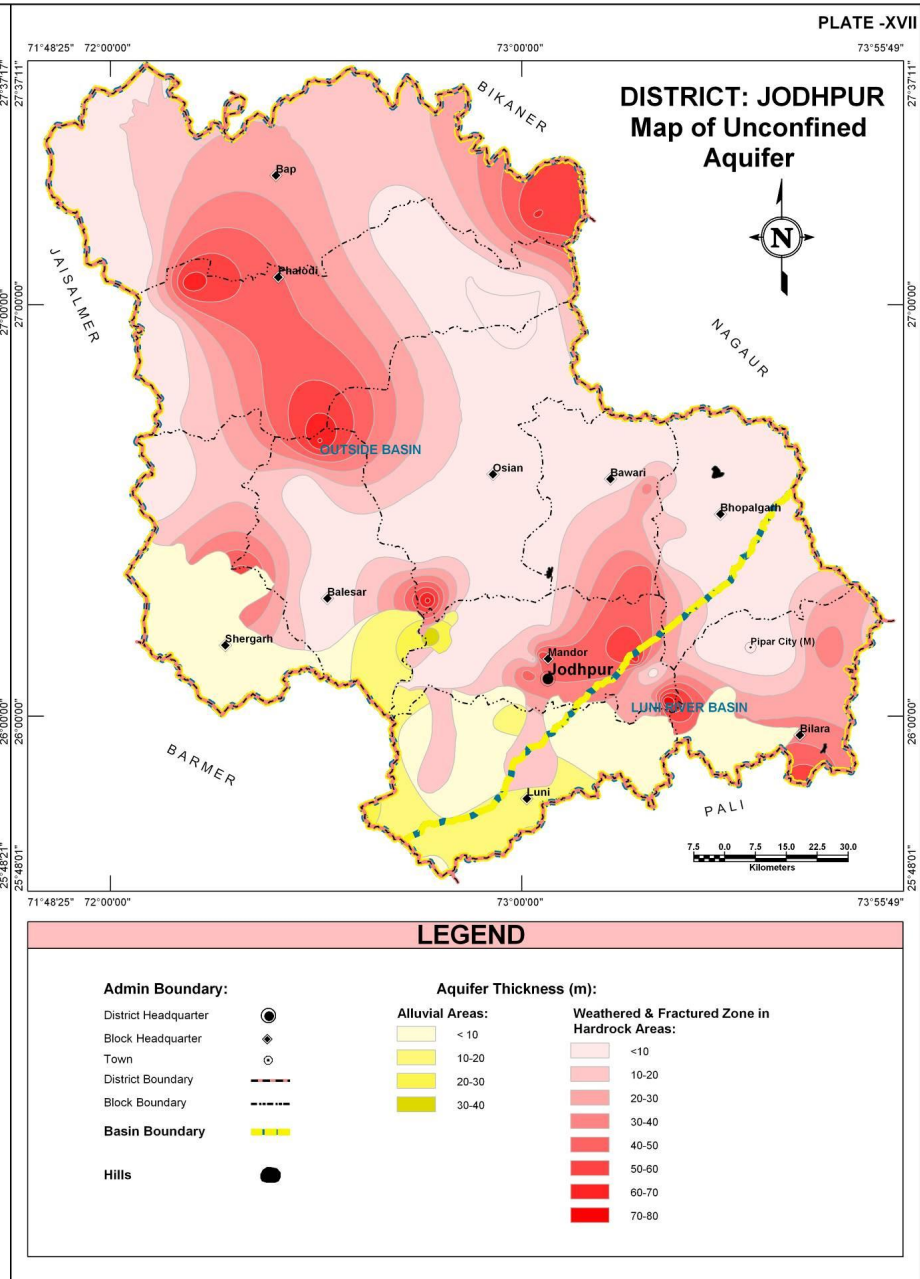 PLATE -XVII
71°48'25" 72°00'00" 73°00'00" 73°55'49"
27°37'17"
27°37'11"
DISTRICT: JODHPUR
Map of Unconfined
Aquifer
N
BIKANER
Bap
JAISALMER
Phalodi
27°00'00"
27°00'00"
NAGAUR
OUTSIDE BASIN
Osian
Bawari
Bhopalgarh
Balesar
Shergarh
Pipar City (M)
Mandor
Jodhpur
LUNI RIVER BASIN
26°00'00"
26°00'00"
Bilara
BARMER
Luni
PALI
7.5 0.0 7.5 15.0 22.5 30.0
Kilometers
25°48'21"
25°48'01"
71°48'25" 72°00'00" 73°00'00" 73°55'49"
LEGEND
Admin Boundary:
District Headquarter
Block Headquarter
Town
District Boundary
Block Boundary
Basin Boundary
Hills
Aquifer Thickness (m):
Alluvial Areas:
< 10
10-20
20-30
30-40
Weathered & Fractured Zone in
Hardrock Areas:
<10
10-20
20-30
30-40
40-50
50-60
60-70
70-80